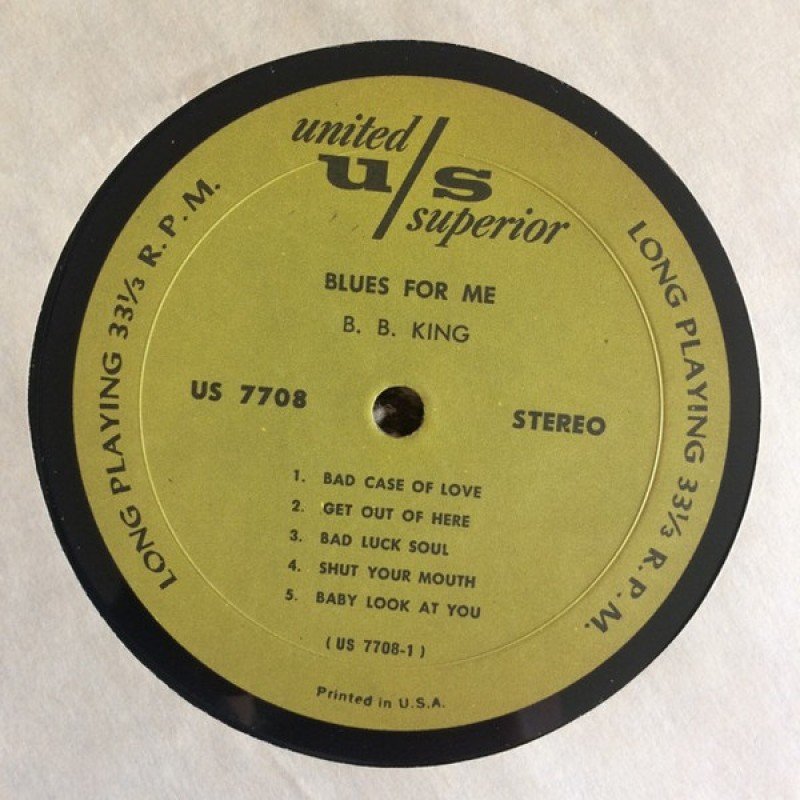 united
u/s
superior
BLUES FOR ME
B. B. KING
US 7708
STEREO
LONG PLAYING 33⅓ R.P.M.
LONG PLAYING 33⅓ R.P.M.
1. BAD CASE OF LOVE
2. GET OUT OF HERE
3. BAD LUCK SOUL
4. SHUT YOUR MOUTH
5. BABY LOOK AT YOU
( US 7708-1 )
Printed in U.S.A.